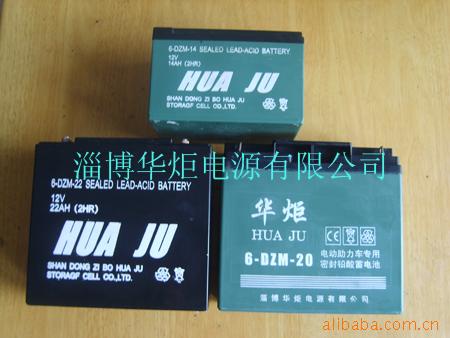 6-DZM-14 SEALED LEAD-ACID BATTERY
12V
14AH (2HR)
HUA JU
SHAN DONG ZI BO HUA JU
STORAGF CELL CO.,LTD.
淄博华炬电源有限公司
6-DZM-22 SEALED LEAD-ACID BATTERY
12V
22AH (2HR)
HUA JU
SHAN DONG ZI BO HUA JU
STORAGF CELL CO.,LTD.
华炬
HUA JU
CE
6-DZM-20
电动助力车专用
密封铅酸蓄电池
淄博华炬电源有限公司
alibaba.com.cn